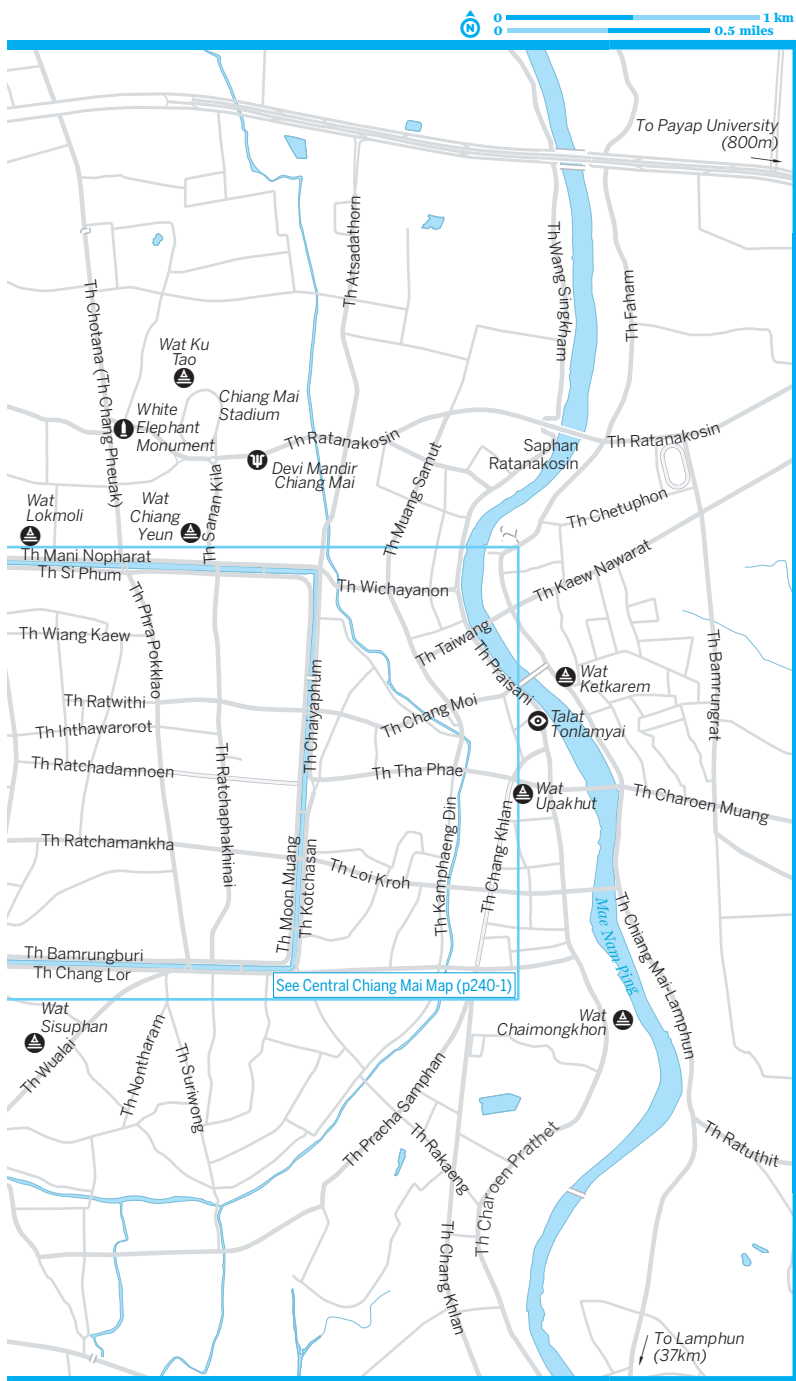 N
0
1 km
0
0.5 miles
To Payap University
(800m)
Th Atsadathorn
Th Wang Singkham
Th Faham
Th Chotana (Th Chang Pheuak)
Wat Ku
Tao
Chiang Mai
Stadium
White
Elephant
Monument
Th Ratanakosin
Devi Mandir
Chiang Mai
Saphan
Ratanakosin
Th Ratanakosin
Th Muang Samut
Th Sanan Kila
Wat
Lokmoli
Wat
Chiang
Yeun
Th Chetuphon
Th Mani Nopharat
Th Si Phum
Th Wichayanon
Th Kaew Nawarat
Th Phra Pokklao
Th Wiang Kaew
Th Taiwang
Th Praisani
Wat
Ketkarem
Th Bamrungrat
Th Ratwithi
Th Chaiyaphum
Th Chang Moi
Talat
Tonlamyai
Th Inthawarorot
Th Ratchadamnoen
Th Ratchaphakhinai
Th Tha Phae
Wat
Upakhut
Th Charoen Muang
Th Ratchamankha
Th Moon Muang
Th Kotchasan
Th Loi Kroh
Th Kamphaeng Din
Th Chang Khlan
Mae Nam Ping
Th Chiang Mai-Lamphun
Th Bamrungburi
Th Chang Lor
See Central Chiang Mai Map (p240-1)
Wat
Sisuphan
Wat
Chaimongkhon
Th Wualai
Th Nontharam
Th Suriwong
Th Pracha Samphan
Th Rakaeng
Th Charoen Prathet
Th Ratuthit
Th Chang Khlan
To Lamphun
(37km)